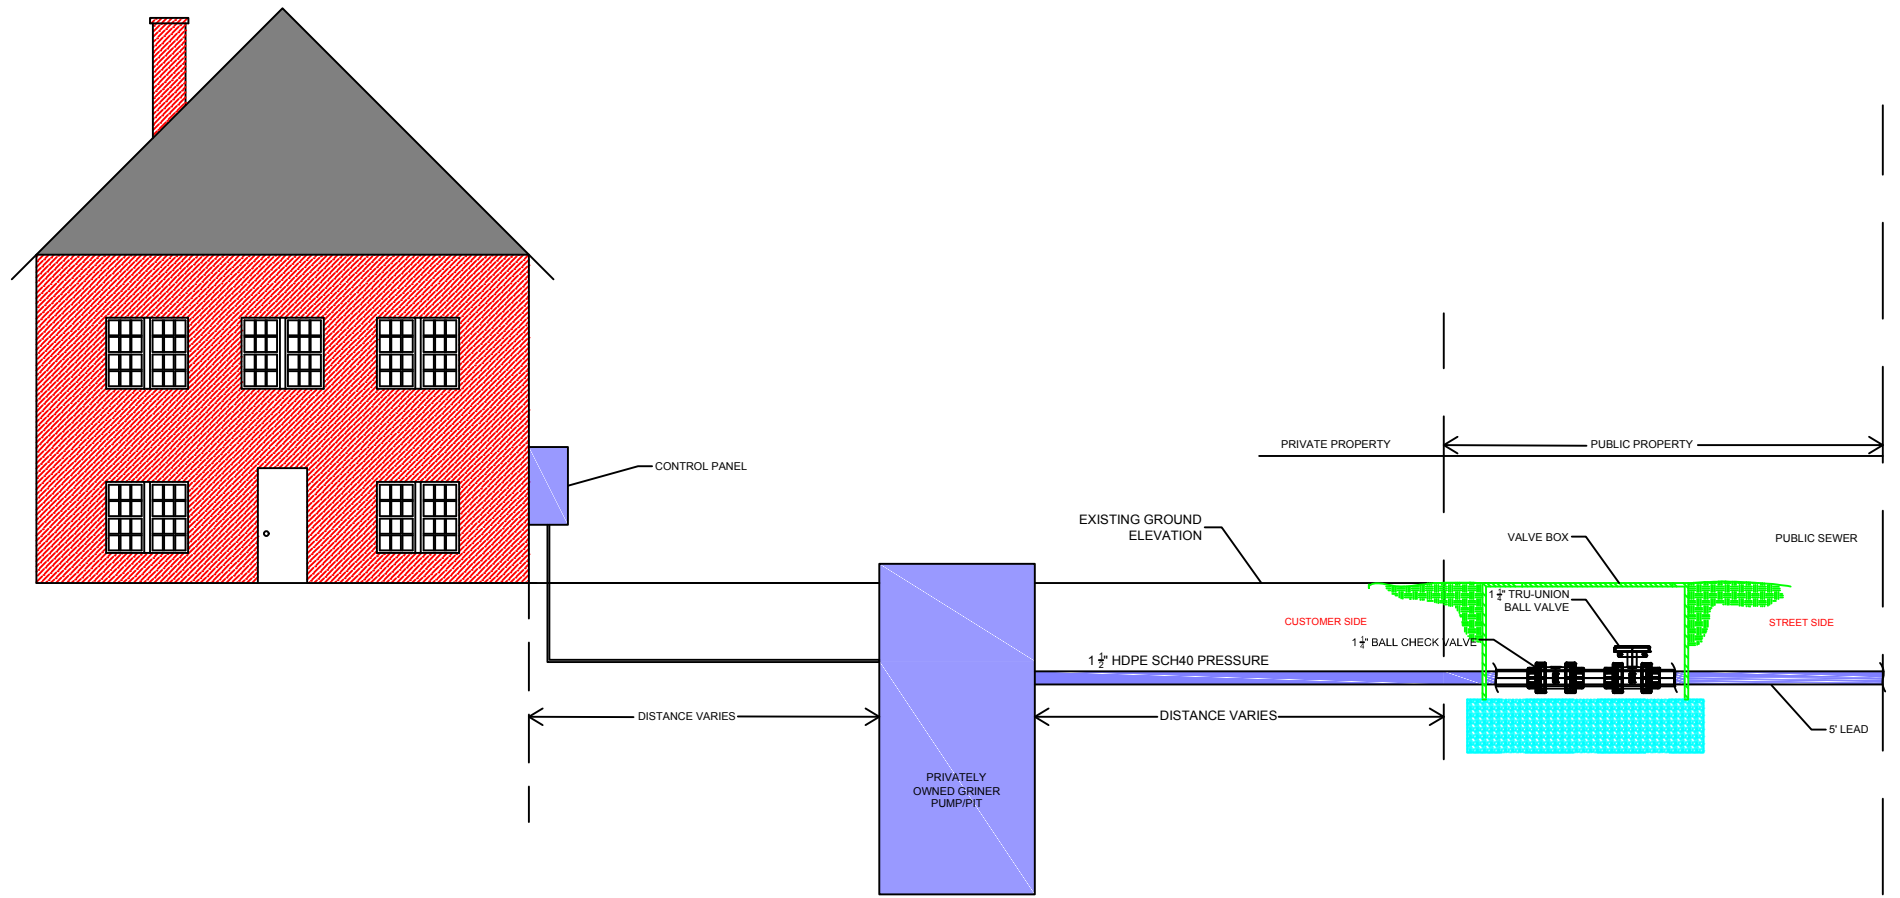 PRIVATE PROPERTY
PUBLIC PROPERTY
CONTROL PANEL
EXISTING GROUND
ELEVATION
VALVE BOX
PUBLIC SEWER
1 1/4" TRU-UNION
BALL VALVE
CUSTOMER SIDE
STREET SIDE
1 1/4" BALL CHECK VALVE
1 1/2" HDPE SCH40 PRESSURE
DISTANCE VARIES
DISTANCE VARIES
5' LEAD
PRIVATELY
OWNED GRINER
PUMP/PIT